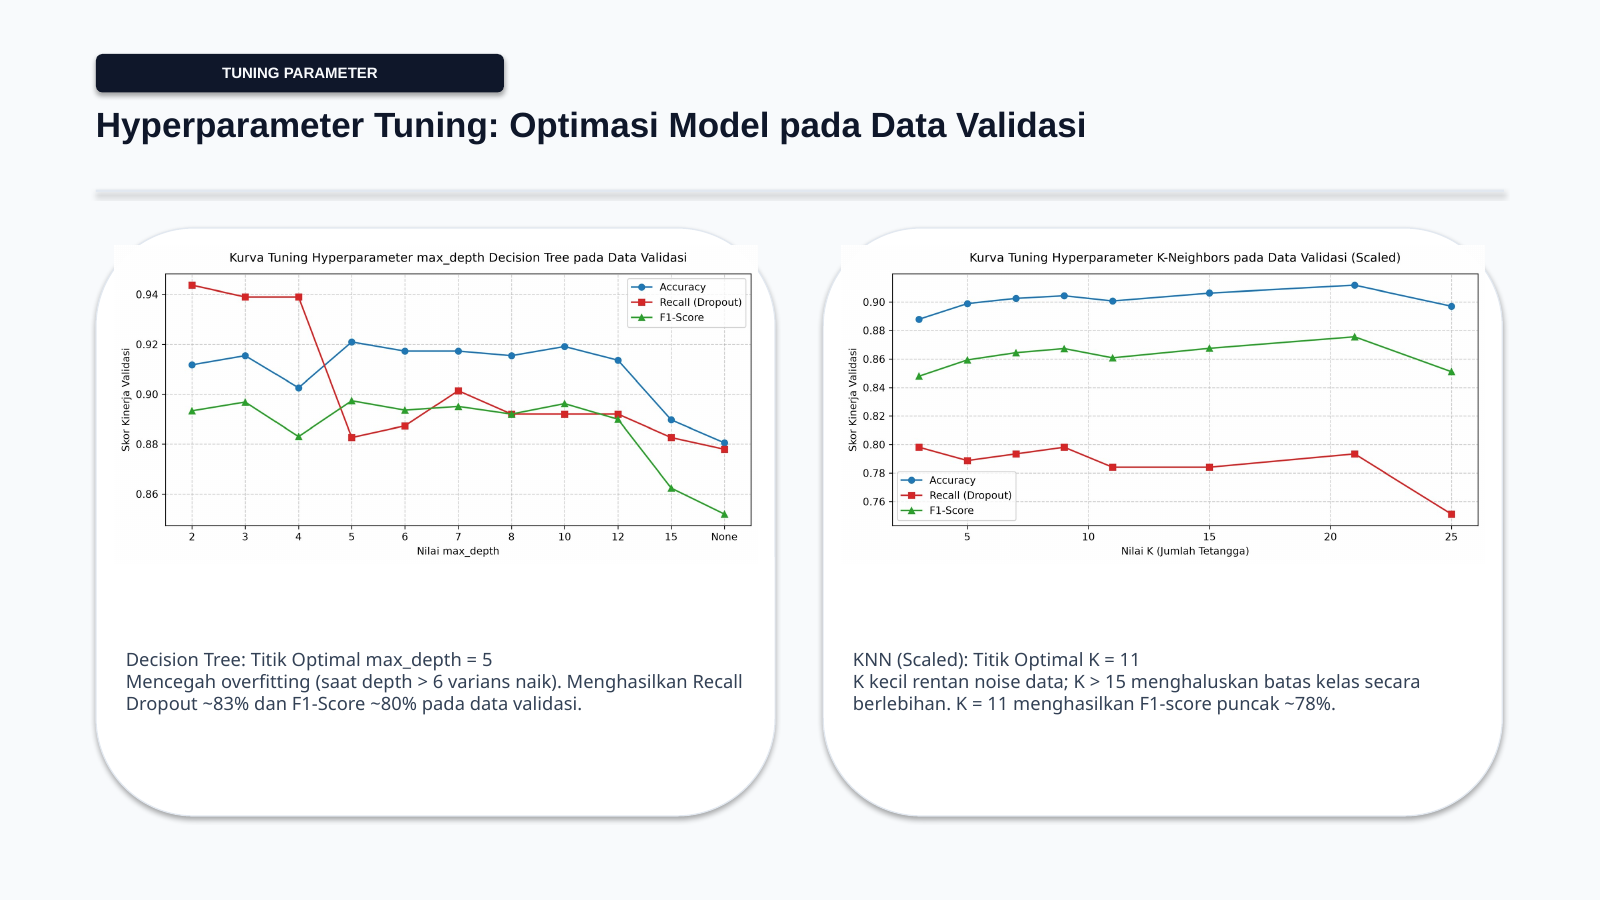 TUNING PARAMETER
Hyperparameter Tuning: Optimasi Model pada Data Validasi
Kurva Tuning Hyperparameter max_depth Decision Tree pada Data Validasi
Accuracy
Recall (Dropout)
F1-Score
0.94
0.92
0.90
0.88
0.86
Skor Kinerja Validasi
2 3 4 5 6 7 8 10 12 15 None
Nilai max_depth
Decision Tree: Titik Optimal max_depth = 5
Mencegah overfitting (saat depth > 6 varians naik). Menghasilkan Recall
Dropout ~83% dan F1-Score ~80% pada data validasi.
Kurva Tuning Hyperparameter K-Neighbors pada Data Validasi (Scaled)
0.90
0.88
0.86
0.84
0.82
0.80
0.78
0.76
Skor Kinerja Validasi
Accuracy
Recall (Dropout)
F1-Score
5 10 15 20 25
Nilai K (Jumlah Tetangga)
KNN (Scaled): Titik Optimal K = 11
K kecil rentan noise data; K > 15 menghaluskan batas kelas secara
berlebihan. K = 11 menghasilkan F1-score puncak ~78%.